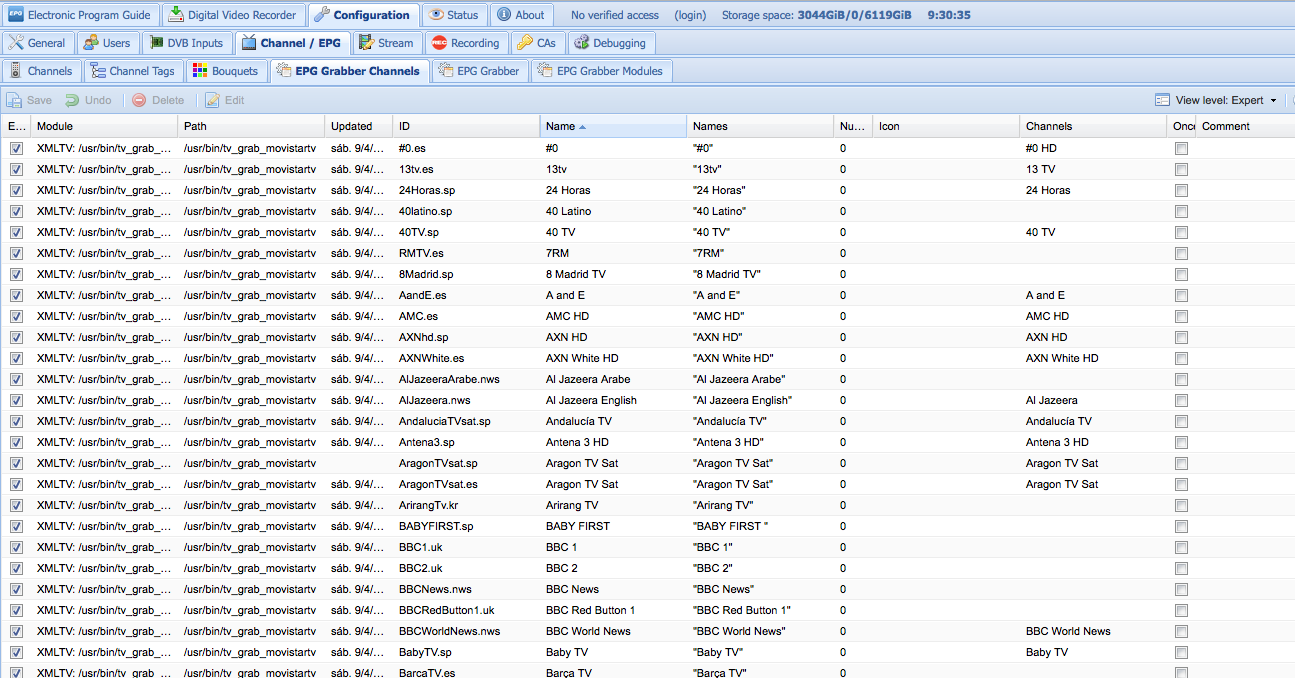 EPG Electronic Program Guide Digital Video Recorder Configuration Status About No verified access (login) Storage space: 3044GiB/0/6119GiB 9:30:35
General Users DVB Inputs Channel / EPG Stream REC Recording CAs Debugging
Channels Channel Tags Bouquets EPG Grabber Channels EPG Grabber EPG Grabber Modules
Save Undo Delete Edit View level: Expert
E... Module Path Updated ID Name Names Nu... Icon Channels Once Comment
XMLTV: /usr/bin/tv_grab_... /usr/bin/tv_grab_movistartv sáb. 9/4/... #0.es #0 "#0" 0 #0 HD
XMLTV: /usr/bin/tv_grab_... /usr/bin/tv_grab_movistartv sáb. 9/4/... 13tv.es 13tv "13tv" 0 13 TV
XMLTV: /usr/bin/tv_grab_... /usr/bin/tv_grab_movistartv sáb. 9/4/... 24Horas.sp 24 Horas "24 Horas" 0 24 Horas
XMLTV: /usr/bin/tv_grab_... /usr/bin/tv_grab_movistartv sáb. 9/4/... 40latino.sp 40 Latino "40 Latino" 0
XMLTV: /usr/bin/tv_grab_... /usr/bin/tv_grab_movistartv sáb. 9/4/... 40TV.sp 40 TV "40 TV" 0 40 TV
XMLTV: /usr/bin/tv_grab_... /usr/bin/tv_grab_movistartv sáb. 9/4/... RMTV.es 7RM "7RM" 0
XMLTV: /usr/bin/tv_grab_... /usr/bin/tv_grab_movistartv sáb. 9/4/... 8Madrid.sp 8 Madrid TV "8 Madrid TV" 0
XMLTV: /usr/bin/tv_grab_... /usr/bin/tv_grab_movistartv sáb. 9/4/... AandE.es A and E "A and E" 0 A and E
XMLTV: /usr/bin/tv_grab_... /usr/bin/tv_grab_movistartv sáb. 9/4/... AMC.es AMC HD "AMC HD" 0 AMC HD
XMLTV: /usr/bin/tv_grab_... /usr/bin/tv_grab_movistartv sáb. 9/4/... AXNhd.sp AXN HD "AXN HD" 0 AXN HD
XMLTV: /usr/bin/tv_grab_... /usr/bin/tv_grab_movistartv sáb. 9/4/... AXNWhite.es AXN White HD "AXN White HD" 0 AXN White HD
XMLTV: /usr/bin/tv_grab_... /usr/bin/tv_grab_movistartv sáb. 9/4/... AlJazeeraArabe.nws Al Jazeera Arabe "Al Jazeera Arabe" 0
XMLTV: /usr/bin/tv_grab_... /usr/bin/tv_grab_movistartv sáb. 9/4/... AlJazeera.nws Al Jazeera English "Al Jazeera English" 0 Al Jazeera
XMLTV: /usr/bin/tv_grab_... /usr/bin/tv_grab_movistartv sáb. 9/4/... AndaluciaTVsat.sp Andalucía TV "Andalucía TV" 0 Andalucía TV
XMLTV: /usr/bin/tv_grab_... /usr/bin/tv_grab_movistartv sáb. 9/4/... Antena3.sp Antena 3 HD "Antena 3 HD" 0 Antena 3 HD
XMLTV: /usr/bin/tv_grab_... /usr/bin/tv_grab_movistartv AragonTVsat.sp Aragon TV Sat "Aragon TV Sat" 0 Aragon TV Sat
XMLTV: /usr/bin/tv_grab_... /usr/bin/tv_grab_movistartv sáb. 9/4/... AragonTVsat.es Aragon TV Sat "Aragon TV Sat" 0 Aragon TV Sat
XMLTV: /usr/bin/tv_grab_... /usr/bin/tv_grab_movistartv sáb. 9/4/... ArirangTv.kr Arirang TV "Arirang TV" 0
XMLTV: /usr/bin/tv_grab_... /usr/bin/tv_grab_movistartv sáb. 9/4/... BABYFIRST.sp BABY FIRST "BABY FIRST " 0
XMLTV: /usr/bin/tv_grab_... /usr/bin/tv_grab_movistartv sáb. 9/4/... BBC1.uk BBC 1 "BBC 1" 0
XMLTV: /usr/bin/tv_grab_... /usr/bin/tv_grab_movistartv sáb. 9/4/... BBC2.uk BBC 2 "BBC 2" 0
XMLTV: /usr/bin/tv_grab_... /usr/bin/tv_grab_movistartv sáb. 9/4/... BBCNews.nws BBC News "BBC News" 0
XMLTV: /usr/bin/tv_grab_... /usr/bin/tv_grab_movistartv sáb. 9/4/... BBCRedButton1.uk BBC Red Button 1 "BBC Red Button 1" 0
XMLTV: /usr/bin/tv_grab_... /usr/bin/tv_grab_movistartv sáb. 9/4/... BBCWorldNews.nws BBC World News "BBC World News" 0 BBC World News
XMLTV: /usr/bin/tv_grab_... /usr/bin/tv_grab_movistartv sáb. 9/4/... BabyTV.sp Baby TV "Baby TV" 0 Baby TV
XMLTV: /usr/bin/tv_grab_... /usr/bin/tv_grab_movistartv sáb. 9/4/... BarcaTV.es Barça TV "Barça TV" 0